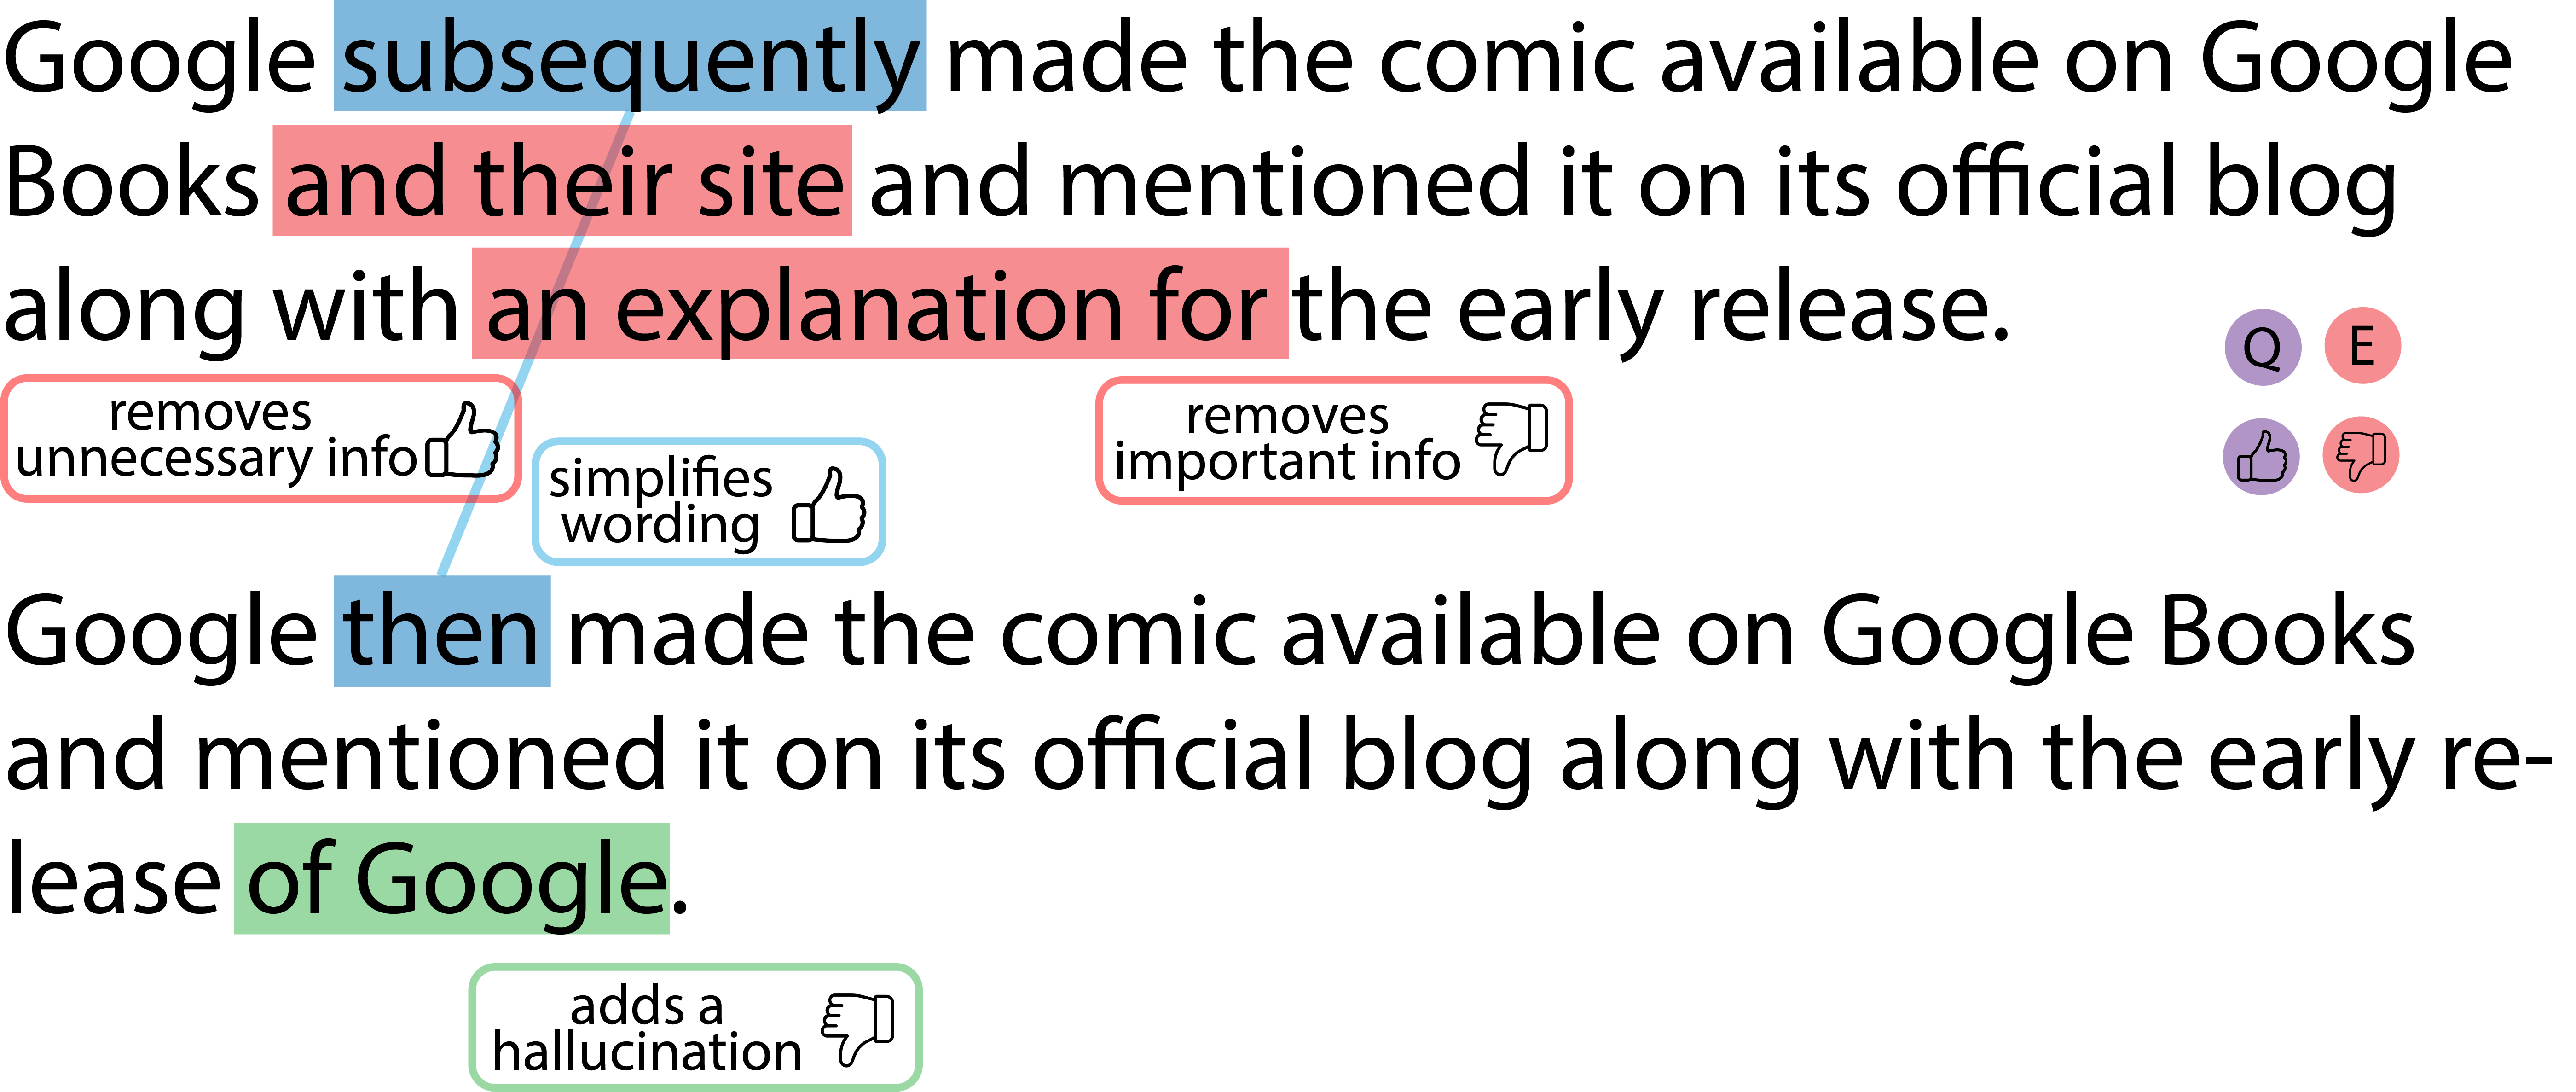 Google subsequently made the comic available on Google
Books and their site and mentioned it on its official blog
along with an explanation for the early release.
Q E
removes
unnecessary info
simplifies
wording
removes
important info
Google then made the comic available on Google Books
and mentioned it on its official blog along with the early re-
lease of Google.
adds a
hallucination